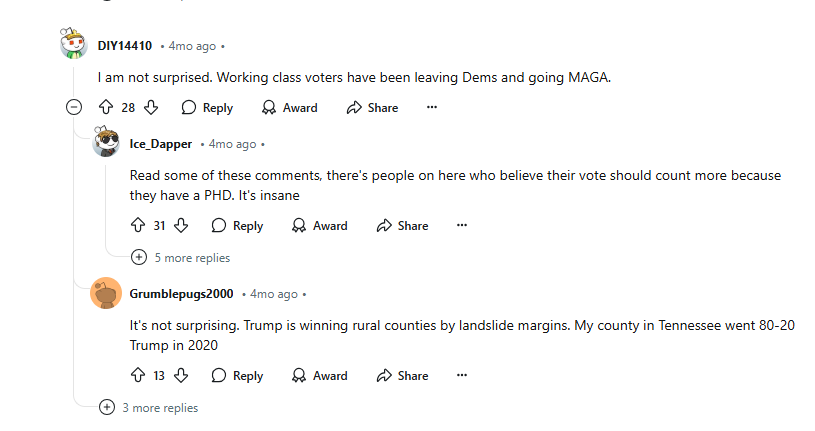 DIY14410 • 4mo ago •
I am not surprised. Working class voters have been leaving Dems and going MAGA.
28 Reply Award Share ...
Ice_Dapper • 4mo ago •
Read some of these comments, there's people on here who believe their vote should count more because
they have a PHD. It's insane
31 Reply Award Share ...
5 more replies
Grumblepugs2000 • 4mo ago •
It's not surprising. Trump is winning rural counties by landslide margins. My county in Tennessee went 80-20
Trump in 2020
13 Reply Award Share ...
3 more replies